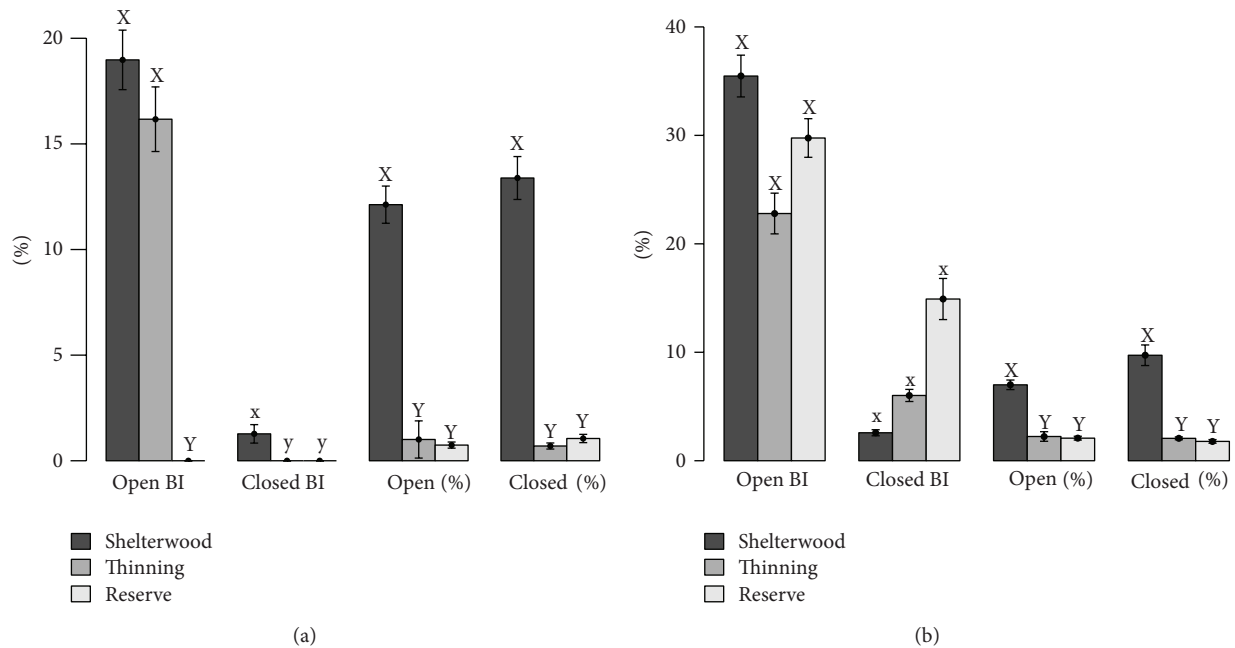 20
15
10
5
0
(%)
X
X
Y
x
y
y
X
Y
Y
X
Y
Y
Open BI
Closed BI
Open (%)
Closed (%)
Shelterwood
Thinning
Reserve
(a)
40
30
20
10
0
(%)
X
X
X
x
x
x
X
Y
Y
X
Y
Y
Open BI
Closed BI
Open (%)
Closed (%)
Shelterwood
Thinning
Reserve
(b)